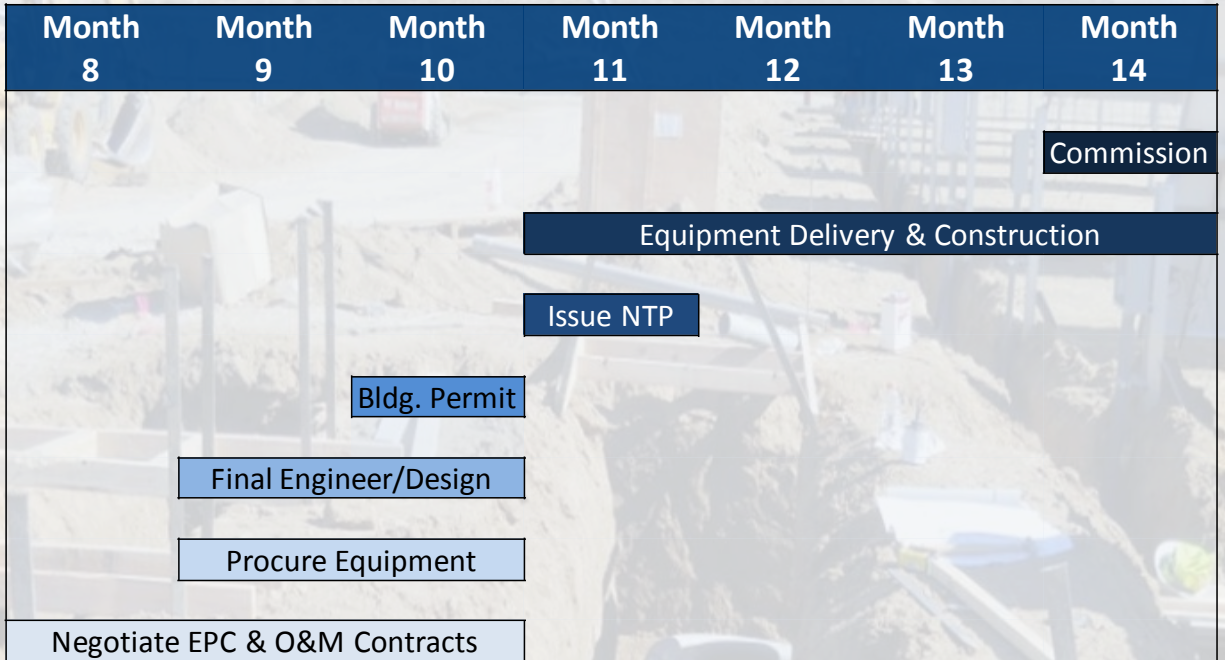 Month Month Month Month Month Month Month
8 9 10 11 12 13 14
Commission
Equipment Delivery & Construction
Issue NTP
Bldg. Permit
Final Engineer/Design
Procure Equipment
Negotiate EPC & O&M Contracts